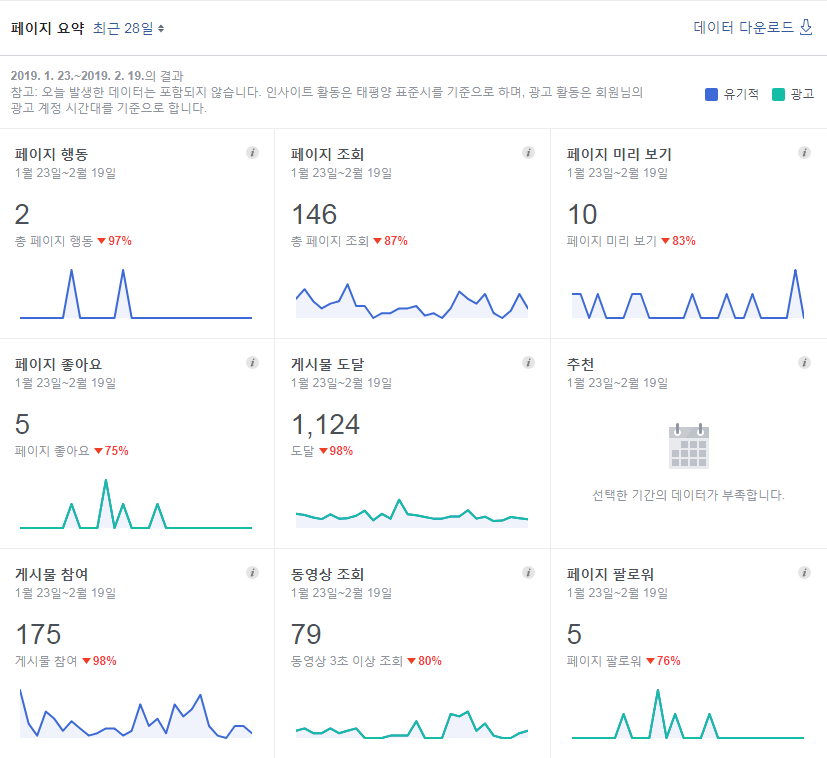 페이지 요약 최근 28일
데이터 다운로드
2019. 1. 23.~2019. 2. 19.의 결과
참고: 오늘 발생한 데이터는 포함되지 않습니다. 인사이트 활동은 태평양 표준시를 기준으로 하며, 광고 활동은 회원님의
광고 계정 시간대를 기준으로 합니다.
유기적 광고
페이지 행동
1월 23일~2월 19일
2
총 페이지 행동 ▼97%
페이지 조회
1월 23일~2월 19일
146
총 페이지 조회 ▼87%
페이지 미리 보기
1월 23일~2월 19일
10
페이지 미리 보기 ▼83%
페이지 좋아요
1월 23일~2월 19일
5
페이지 좋아요 ▼75%
게시물 도달
1월 23일~2월 19일
1,124
도달 ▼98%
추천
1월 23일~2월 19일
선택한 기간의 데이터가 부족합니다.
게시물 참여
1월 23일~2월 19일
175
게시물 참여 ▼98%
동영상 조회
1월 23일~2월 19일
79
동영상 3초 이상 조회 ▼80%
페이지 팔로워
1월 23일~2월 19일
5
페이지 팔로워 ▼76%